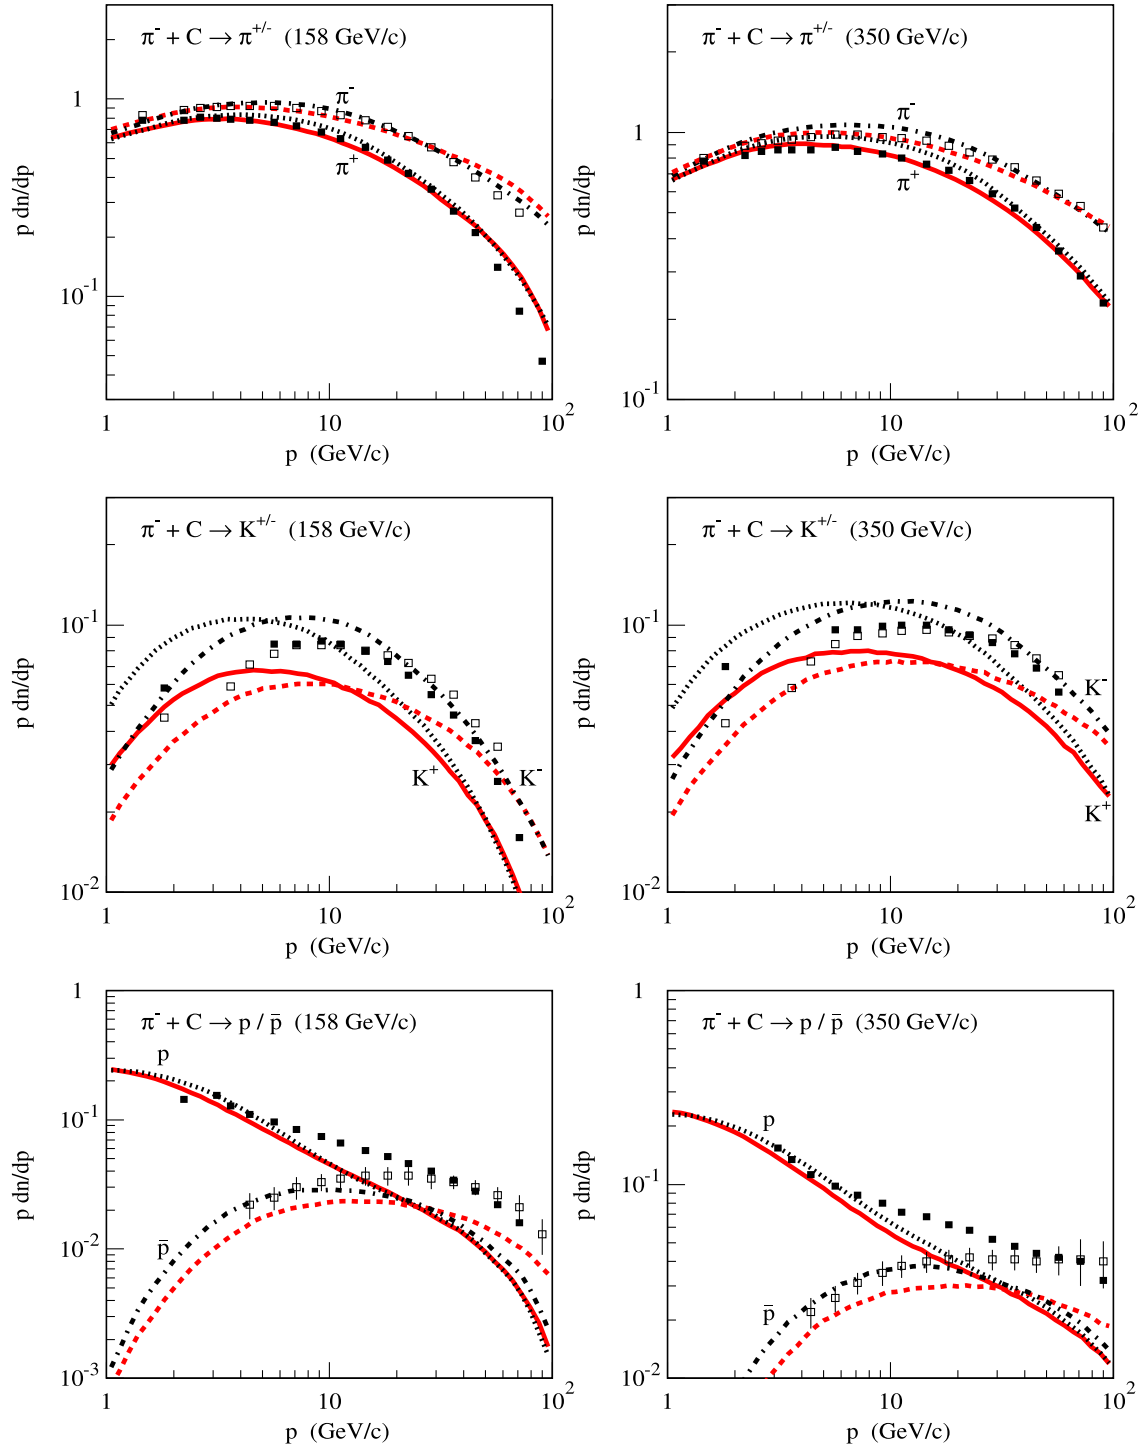 π⁻ + C → π⁺/⁻ (158 GeV/c)
π⁻
π⁺
1
10⁻¹
p dn/dp
1
10
10²
p (GeV/c)
π⁻ + C → π⁺/⁻ (350 GeV/c)
π⁻
π⁺
1
10⁻¹
p dn/dp
1
10
10²
p (GeV/c)
π⁻ + C → K⁺/⁻ (158 GeV/c)
K⁺
K⁻
10⁻¹
10⁻²
p dn/dp
1
10
10²
p (GeV/c)
π⁻ + C → K⁺/⁻ (350 GeV/c)
K⁻
K⁺
10⁻¹
10⁻²
p dn/dp
1
10
10²
p (GeV/c)
π⁻ + C → p / p̄ (158 GeV/c)
p
p̄
1
10⁻¹
10⁻²
10⁻³
p dn/dp
1
10
10²
p (GeV/c)
π⁻ + C → p / p̄ (350 GeV/c)
p
p̄
1
10⁻¹
10⁻²
p dn/dp
1
10
10²
p (GeV/c)